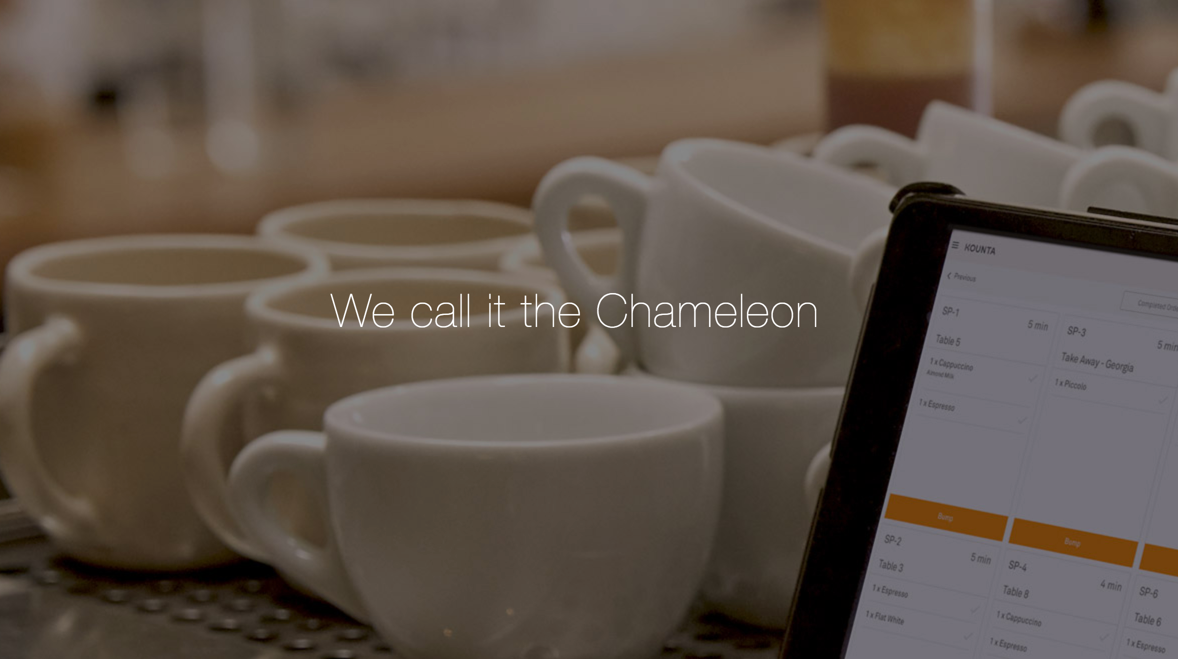 We call it the Chameleon
KOUNTA
Previous
SP-1
5 min
Table 5
1 x Cappuccino
Almond Milk
1 x Espresso
Bump
SP-3
5 min
Take Away - Georgia
1 x Piccolo
Bump
Completed
SP-2
5 min
Table 3
1 x Espresso
1 x Flat White
SP-4
4 min
Table 8
1 x Cappuccino
1 x Espresso
SP-6
Table 6
1 x Espresso